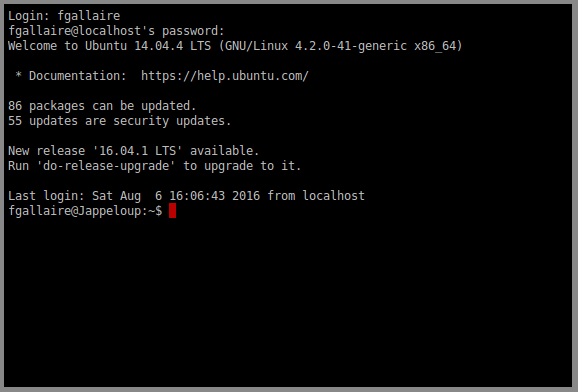 Login: fgallaire
fgallaire@localhost's password:
Welcome to Ubuntu 14.04.4 LTS (GNU/Linux 4.2.0-41-generic x86_64)
* Documentation:  https://help.ubuntu.com/
86 packages can be updated.
55 updates are security updates.
New release '16.04.1 LTS' available.
Run 'do-release-upgrade' to upgrade to it.
Last login: Sat Aug  6 16:06:43 2016 from localhost
fgallaire@Jappeloup:~$